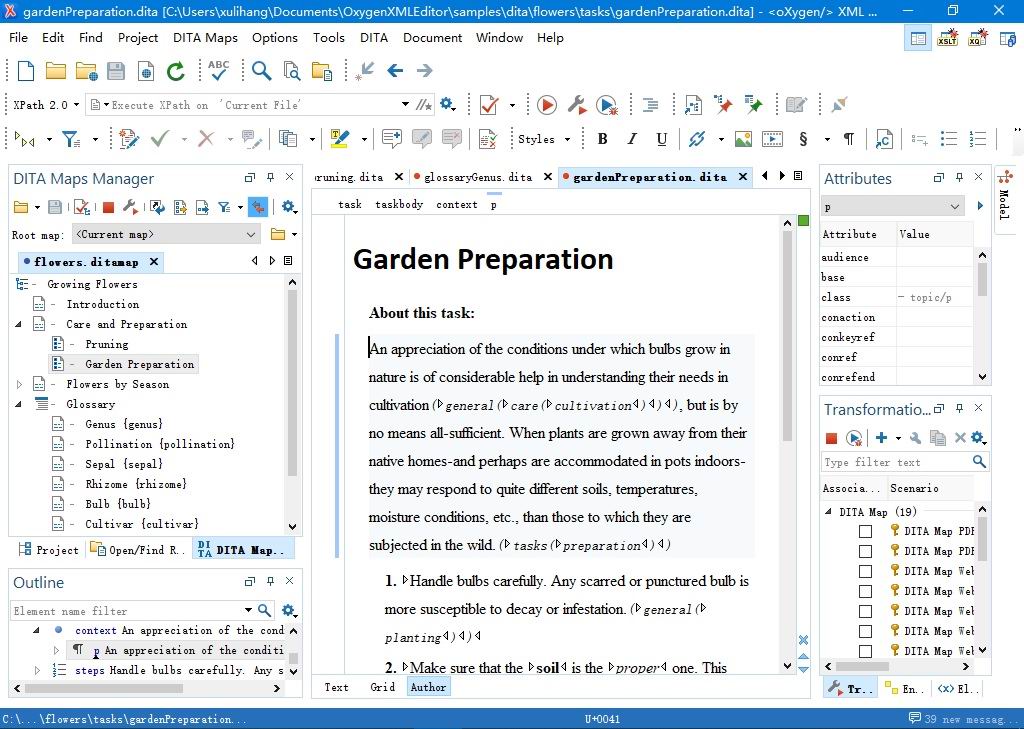 gardenPreparation.dita [C:\Users\xulihang\Documents\OxygenXMLEditor\samples\dita\flowers\tasks\gardenPreparation.dita] - <oXygen/> XML ...
File Edit Find Project DITA Maps Options Tools DITA Document Window Help
XSLT XQ
ABC
XPath 2.0 Execute XPath on 'Current File'
Styles B I U § ¶
DITA Maps Manager
Root map: <Current map>
flowers.ditamap
Growing Flowers
Introduction
Care and Preparation
Pruning
Garden Preparation
Flowers by Season
Glossary
Genus {genus}
Pollination {pollination}
Sepal {sepal}
Rhizome {rhizome}
Bulb {bulb}
Cultivar {cultivar}
Project Open/Find R.. DITA DITA Map..
Outline
Element name filter
context An appreciation of the cond
¶ p An appreciation of the conditi
steps Handle bulbs carefully. Any s
pruning.dita glossaryGenus.dita gardenPreparation.dita
task taskbody context p
Garden Preparation
About this task:
An appreciation of the conditions under which bulbs grow in
nature is of considerable help in understanding their needs in
cultivation (general(care(cultivation))), but is by
no means all-sufficient. When plants are grown away from their
native homes-and perhaps are accommodated in pots indoors-
they may respond to quite different soils, temperatures,
moisture conditions, etc., than those to which they are
subjected in the wild. (tasks(preparation))
1. Handle bulbs carefully. Any scarred or punctured bulb is
more susceptible to decay or infestation. (general(
planting))
2. Make sure that the soil is the proper one. This
Text Grid Author
Attributes
p
Attribute Value
audience
base
class - topic/p
conaction
conkeyref
conref
conrefend
Transformatio...
Type filter text
Associa... Scenario
DITA Map (19)
DITA Map PDF
DITA Map PDF
DITA Map Web
DITA Map Web
DITA Map Web
DITA Map Web
DITA Map Web
Tr.. En.. El..
Model
C:\...\flowers\tasks\gardenPreparation...
U+0041
39 new messag...